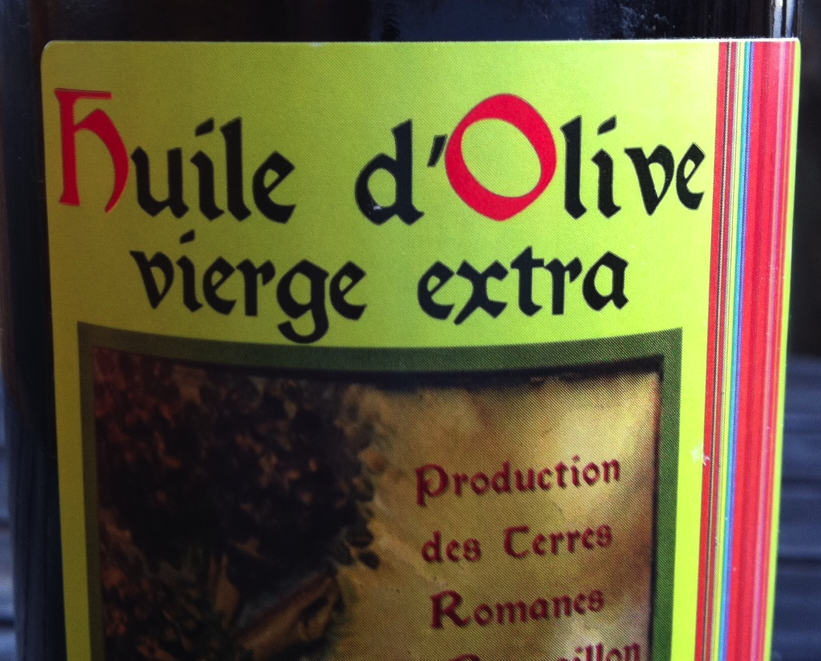 Huile d'Olive
vierge extra
Production
des Terres
Romanes